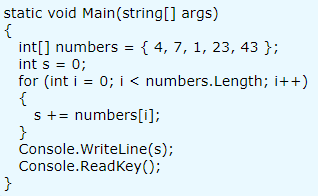 static void Main(string[] args)
{
int[] numbers = { 4, 7, 1, 23, 43 };
int s = 0;
for (int i = 0; i < numbers.Length; i++)
{
s += numbers[i];
}
Console.WriteLine(s);
Console.ReadKey();
}